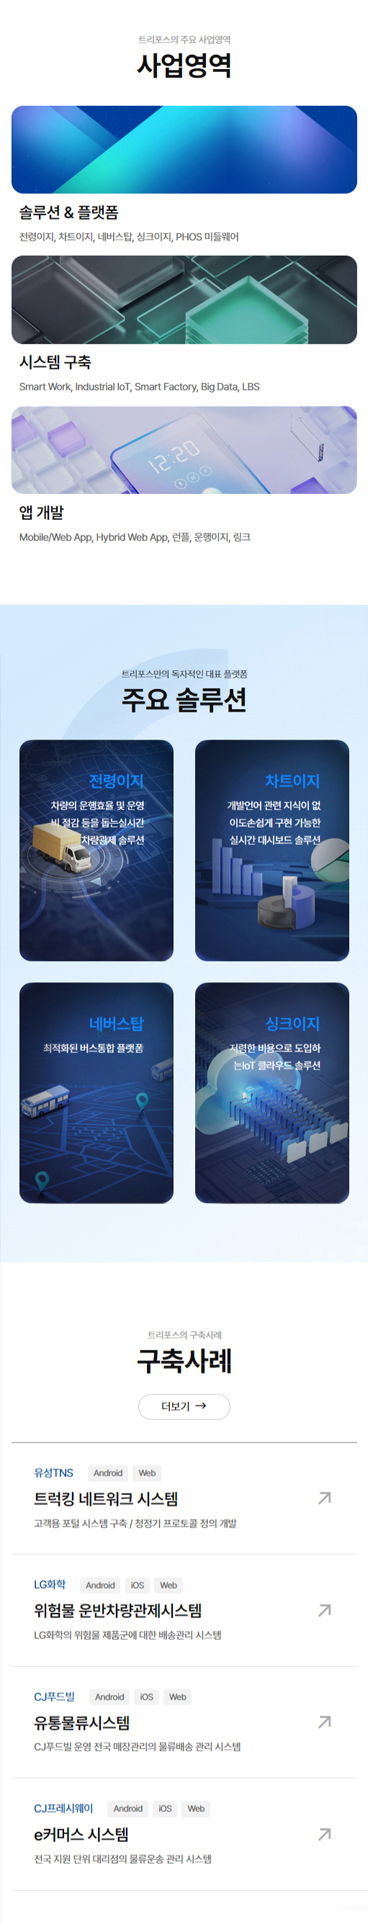 트리포스의 주요 사업영역
사업영역
솔루션 & 플랫폼
전령이지, 차트이지, 네버스탑, 싱크이지, PHOS 미들웨어
시스템 구축
Smart Work, Industrial IoT, Smart Factory, Big Data, LBS
12:20
앱 개발
Mobile/Web App, Hybrid Web App, 런플, 운행이지, 링크
트리포스만의 독자적인 대표 플랫폼
주요 솔루션
전령이지
차량의 운행효율 및 운영
비 절감 등을 돕는실시간
차량관제 솔루션
차트이지
개발언어 관련 지식이 없
이도손쉽게 구현 가능한
실시간 대시보드 솔루션
네버스탑
최적화된 버스통합 플랫폼
싱크이지
저렴한 비용으로 도입하
는IoT 클라우드 솔루션
트리포스의 구축사례
구축사례
더보기 →
유성TNS Android Web
트럭킹 네트워크 시스템
고객용 포털 시스템 구축 / 청정기 프로토콜 정의 개발
LG화학 Android iOS Web
위험물 운반차량관제시스템
LG화학의 위험물 제품군에 대한 배송관리 시스템
CJ푸드빌 Android iOS Web
유통물류시스템
CJ푸드빌 운영 전국 매장관리의 물류배송 관리 시스템
CJ프레시웨이 Android iOS Web
e커머스 시스템
전국 지원 단위 대리점의 물류운송 관리 시스템